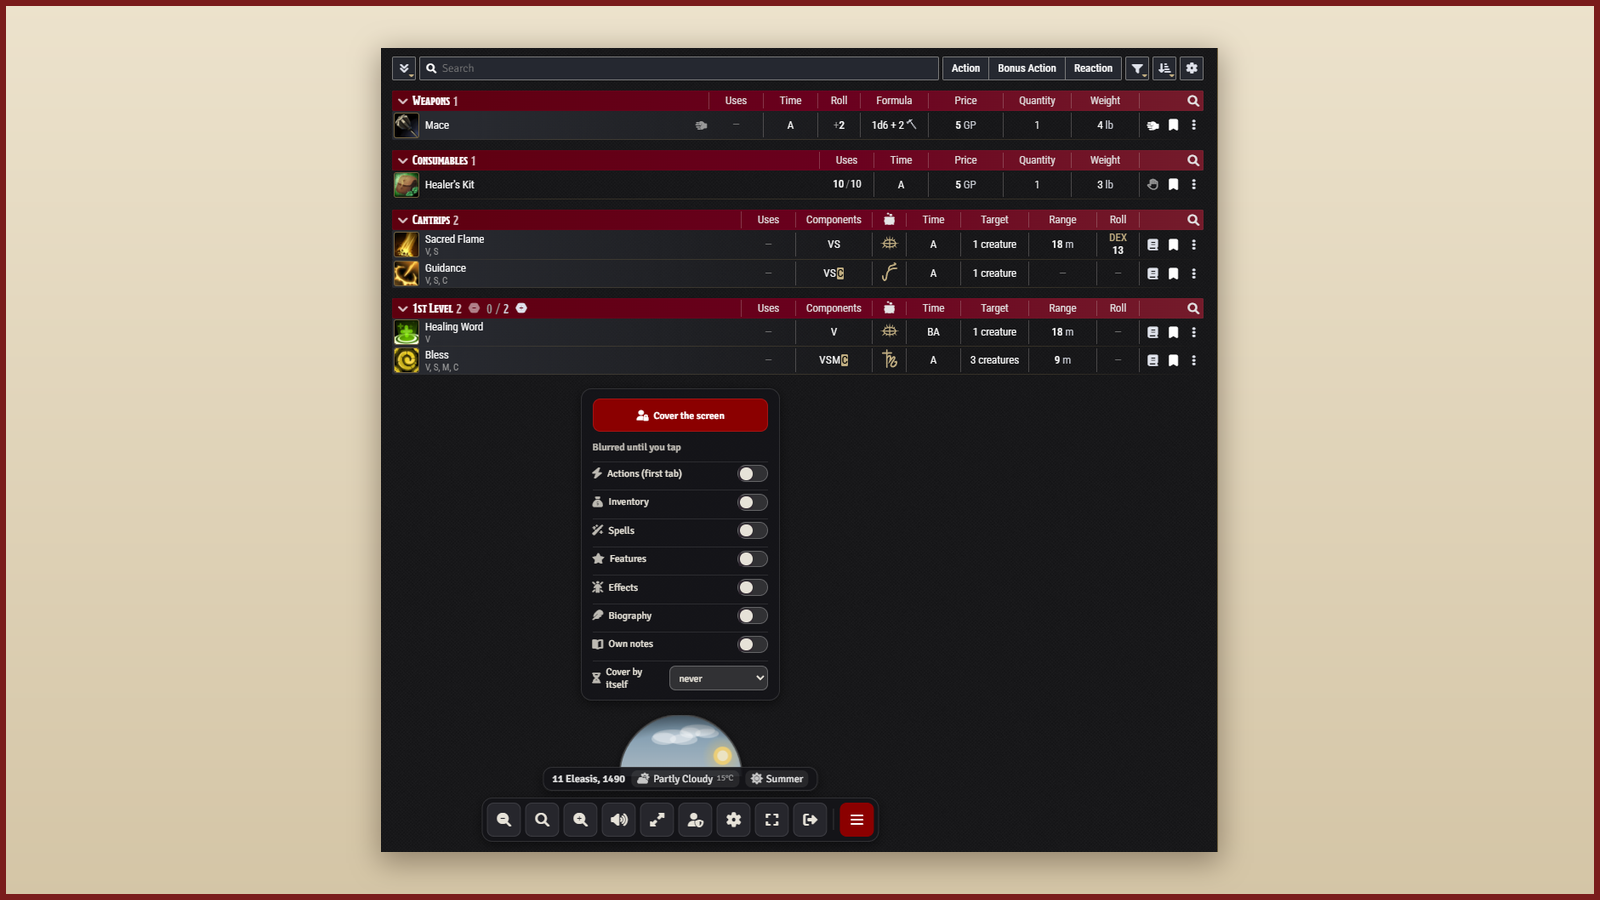 Search Action Bonus Action Reaction
Weapons 1 Uses Time Roll Formula Price Quantity Weight
Mace – A +2 1d6 + 2 5 GP 1 4 lb
Consumables 1 Uses Time Price Quantity Weight
Healer's Kit 10/10 A 5 GP 1 3 lb
Cantrips 2 Uses Components Time Target Range Roll
Sacred Flame – VS A 1 creature 18 m DEX 13
V, S
Guidance – VSC A 1 creature – –
V, S, C
1st Level 2 0 / 2 Uses Components Time Target Range Roll
Healing Word – V BA 1 creature 18 m –
V
Bless – VSMC A 3 creatures 9 m –
V, S, M, C
Cover the screen
Blurred until you tap
Actions (first tab)
Inventory
Spells
Features
Effects
Biography
Own notes
Cover by itself never
11 Eleasis, 1490 Partly Cloudy 15°C Summer